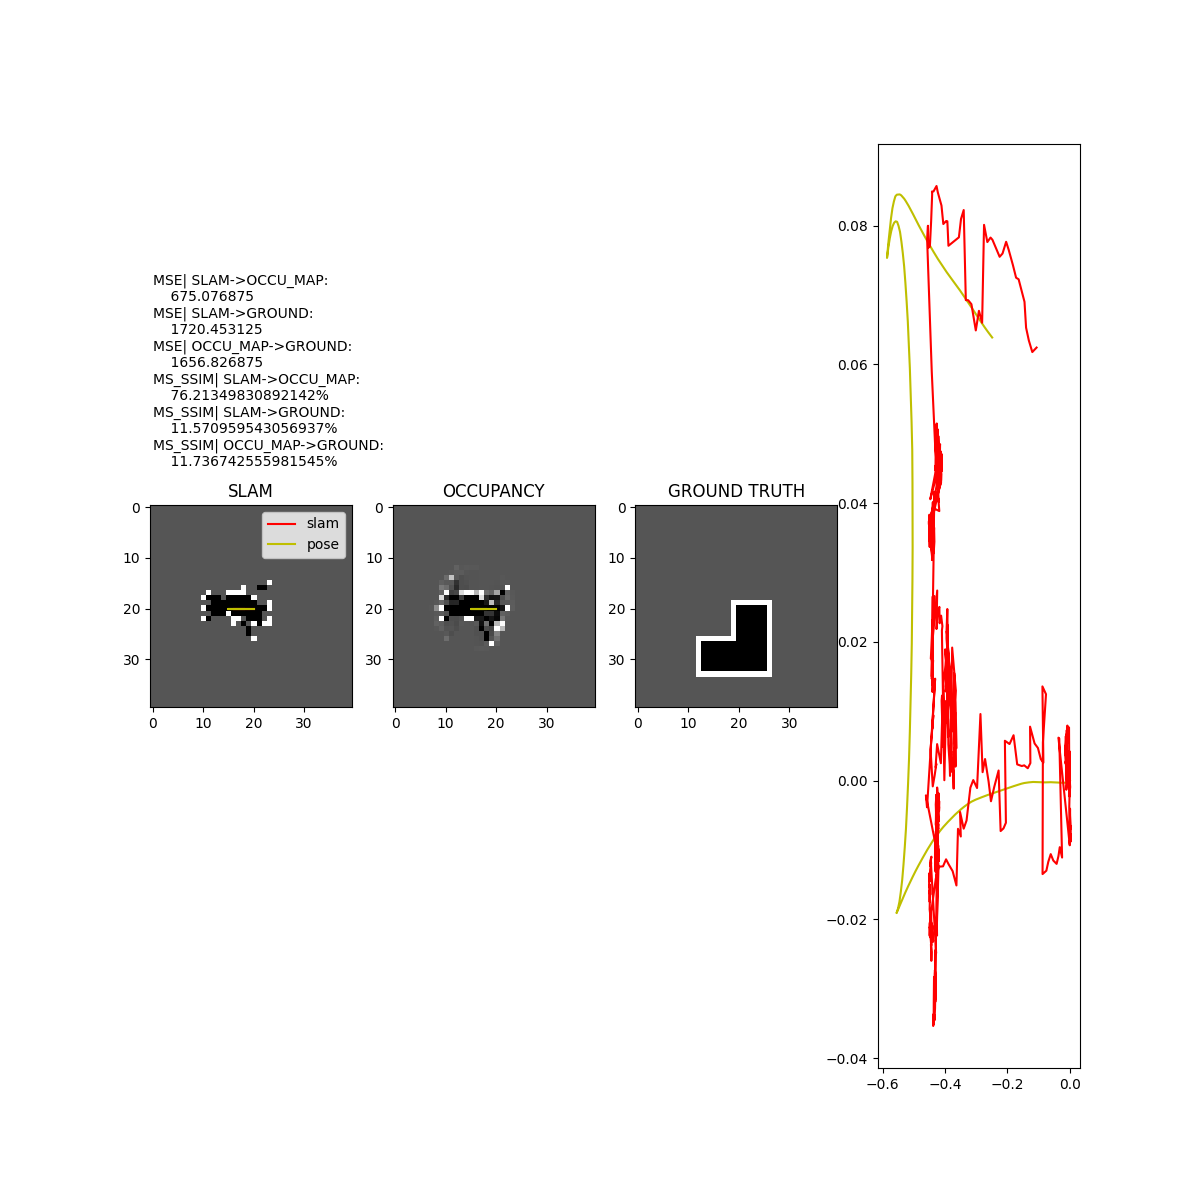 MSE| SLAM->OCCU_MAP:
675.076875
MSE| SLAM->GROUND:
1720.453125
MSE| OCCU_MAP->GROUND:
1656.826875
MS_SSIM| SLAM->OCCU_MAP:
76.21349830892142%
MS_SSIM| SLAM->GROUND:
11.570959543056937%
MS_SSIM| OCCU_MAP->GROUND:
11.736742555981545%
SLAM
0
10
20
30
0 10 20 30
slam
pose
OCCUPANCY
0
10
20
30
0 10 20 30
GROUND TRUTH
0
10
20
30
0 10 20 30
0.08
0.06
0.04
0.02
0.00
−0.02
−0.04
−0.6 −0.4 −0.2 0.0